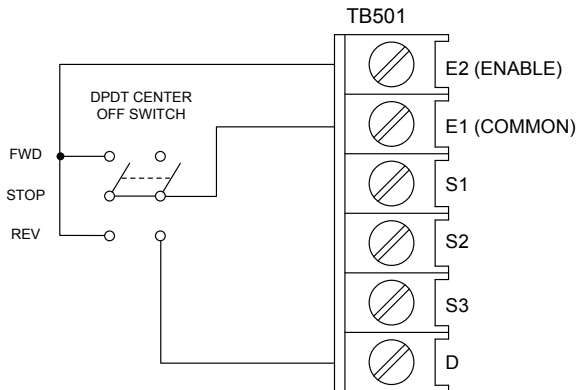 TB501
E2 (ENABLE)
DPDT CENTER
OFF SWITCH
E1 (COMMON)
FWD
S1
STOP
REV
S2
S3
D